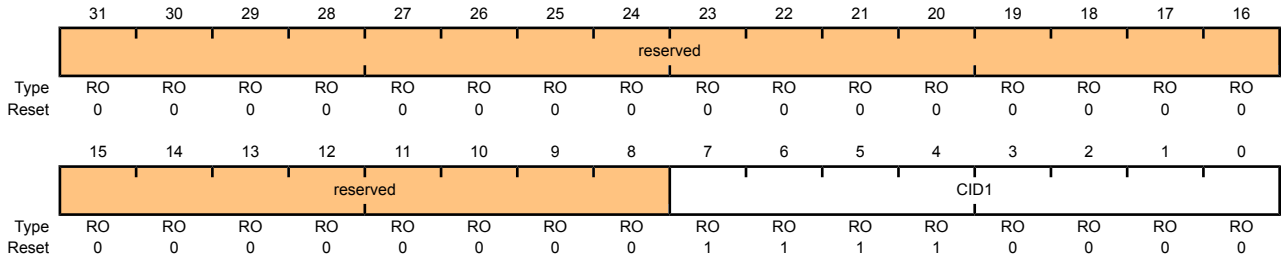 31 30 29 28 27 26 25 24 23 22 21 20 19 18 17 16
reserved
Type RO RO RO RO RO RO RO RO RO RO RO RO RO RO RO RO
Reset 0 0 0 0 0 0 0 0 0 0 0 0 0 0 0 0
15 14 13 12 11 10 9 8 7 6 5 4 3 2 1 0
reserved CID1
Type RO RO RO RO RO RO RO RO RO RO RO RO RO RO RO RO
Reset 0 0 0 0 0 0 0 0 1 1 1 1 0 0 0 0